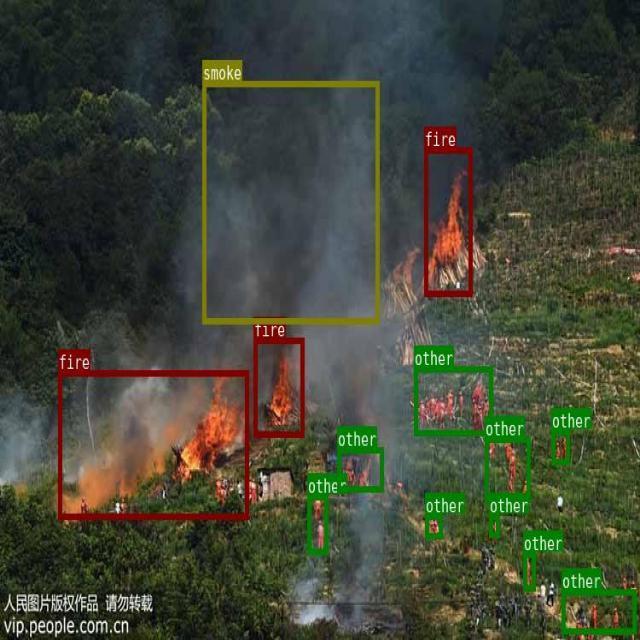 smoke
fire
fire
fire
other
other
other
other
other
other
other
other
other
人民图片版权作品 请勿转载
vip.people.com.cn